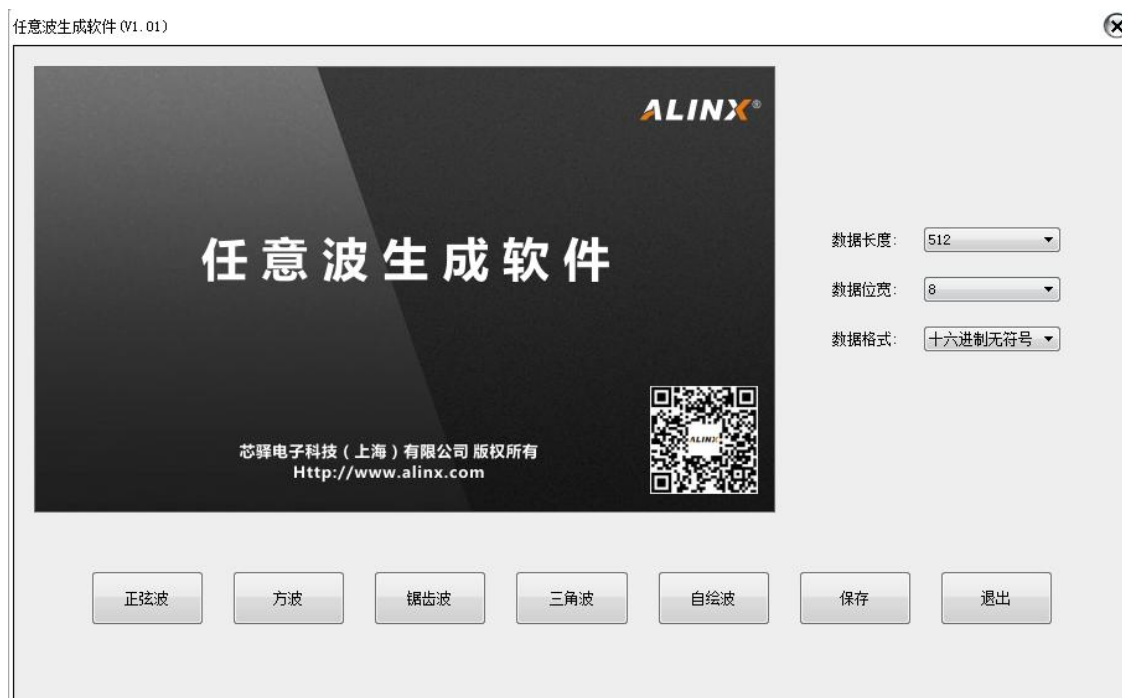 任意波生成软件(V1.01)
ALINX®
任意波生成软件
芯驿电子科技（上海）有限公司 版权所有
Http://www.alinx.com
ALINX
数据长度: 512
数据位宽: 8
数据格式: 十六进制无符号
正弦波 方波 锯齿波 三角波 自绘波 保存 退出